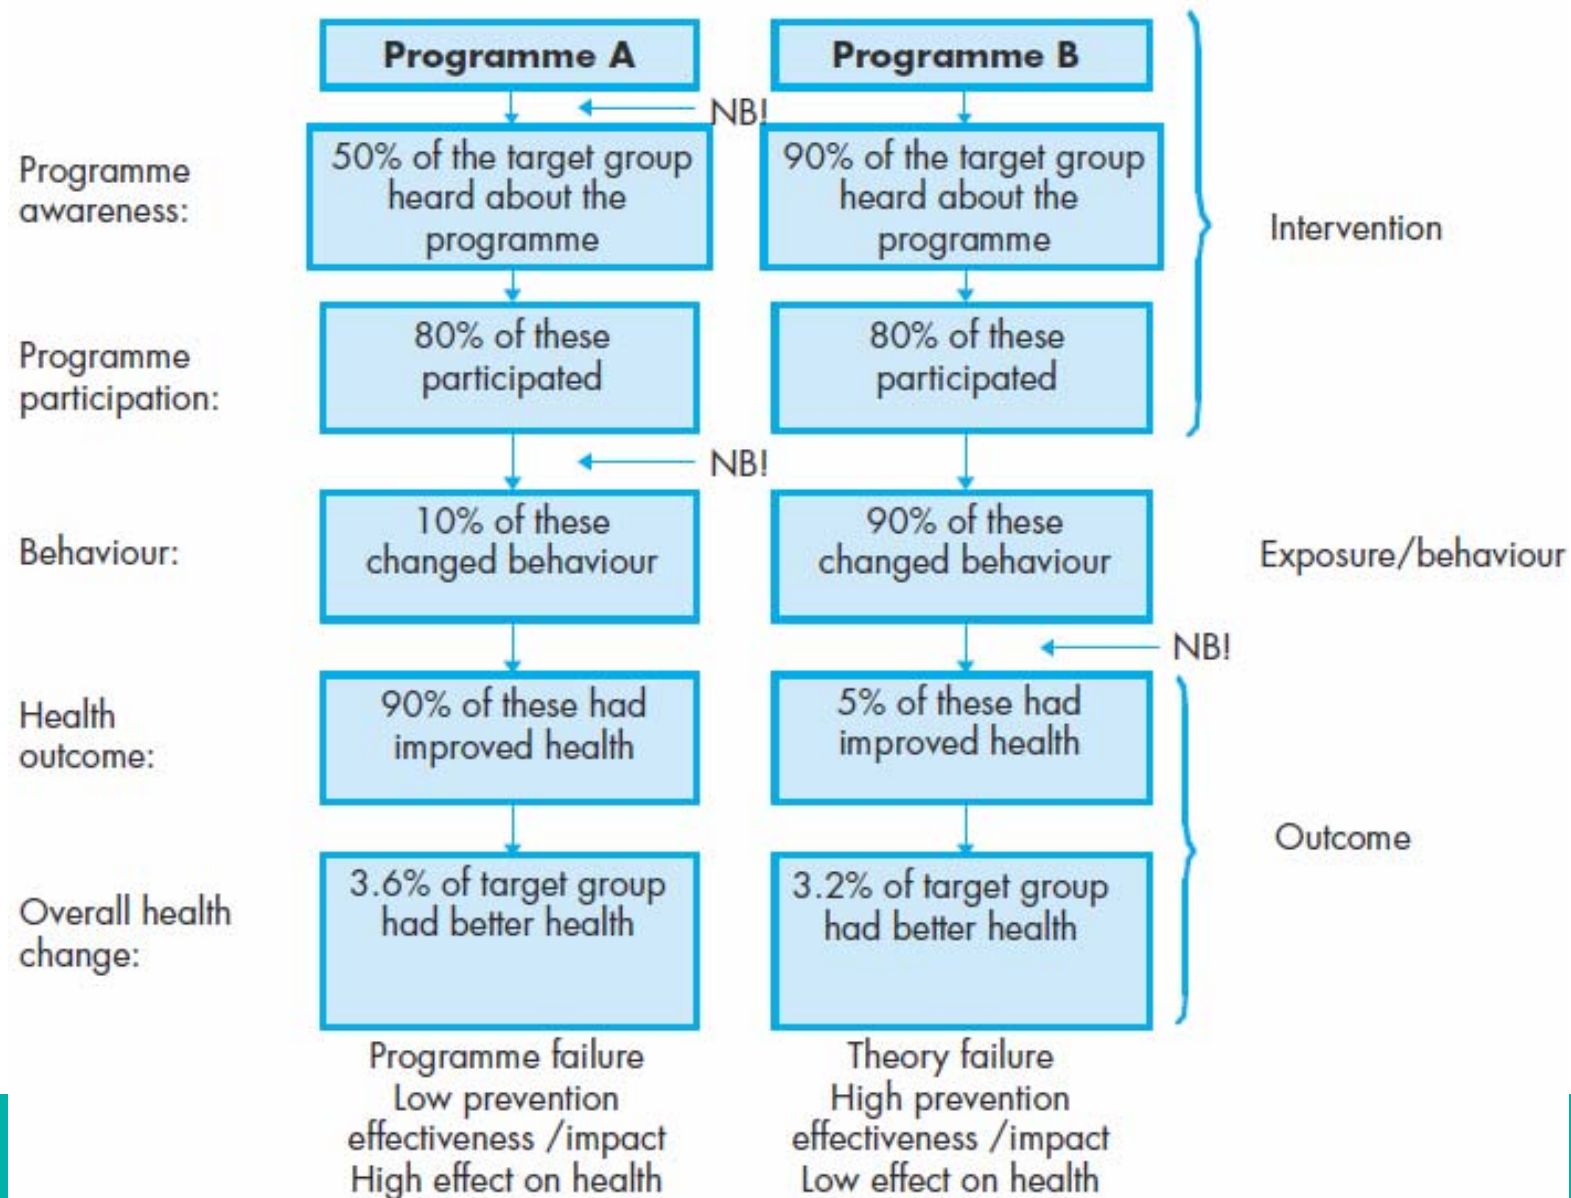 Programme A
Programme B
NB!
Programme
awareness:
50% of the target group
heard about the
programme
90% of the target group
heard about the
programme
Intervention
Programme
participation:
80% of these
participated
80% of these
participated
NB!
Behaviour:
10% of these
changed behaviour
90% of these
changed behaviour
Exposure/behaviour
NB!
Health
outcome:
90% of these had
improved health
5% of these had
improved health
Outcome
Overall health
change:
3.6% of target group
had better health
3.2% of target group
had better health
Programme failure
Low prevention
effectiveness /impact
High effect on health
Theory failure
High prevention
effectiveness /impact
Low effect on health